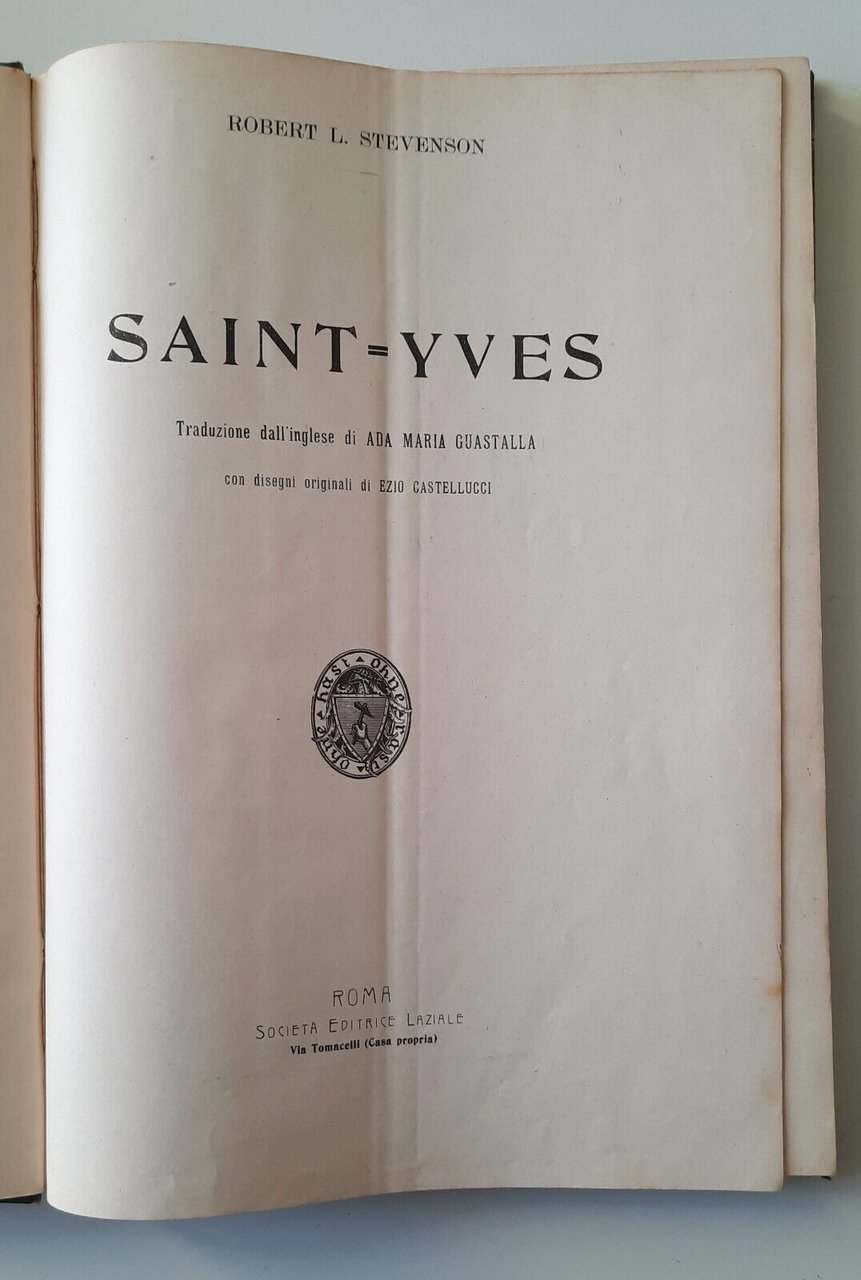 ROBERT L. STEVENSON
SAINT=YVES
Traduzione dall'inglese di ADA MARIA GUASTALLA
con disegni originali di EZIO CASTELLUCCI
ohne hast ohne rast
ROMA
SOCIETÀ EDITRICE LAZIALE
Via Tomacelli (Casa propria)